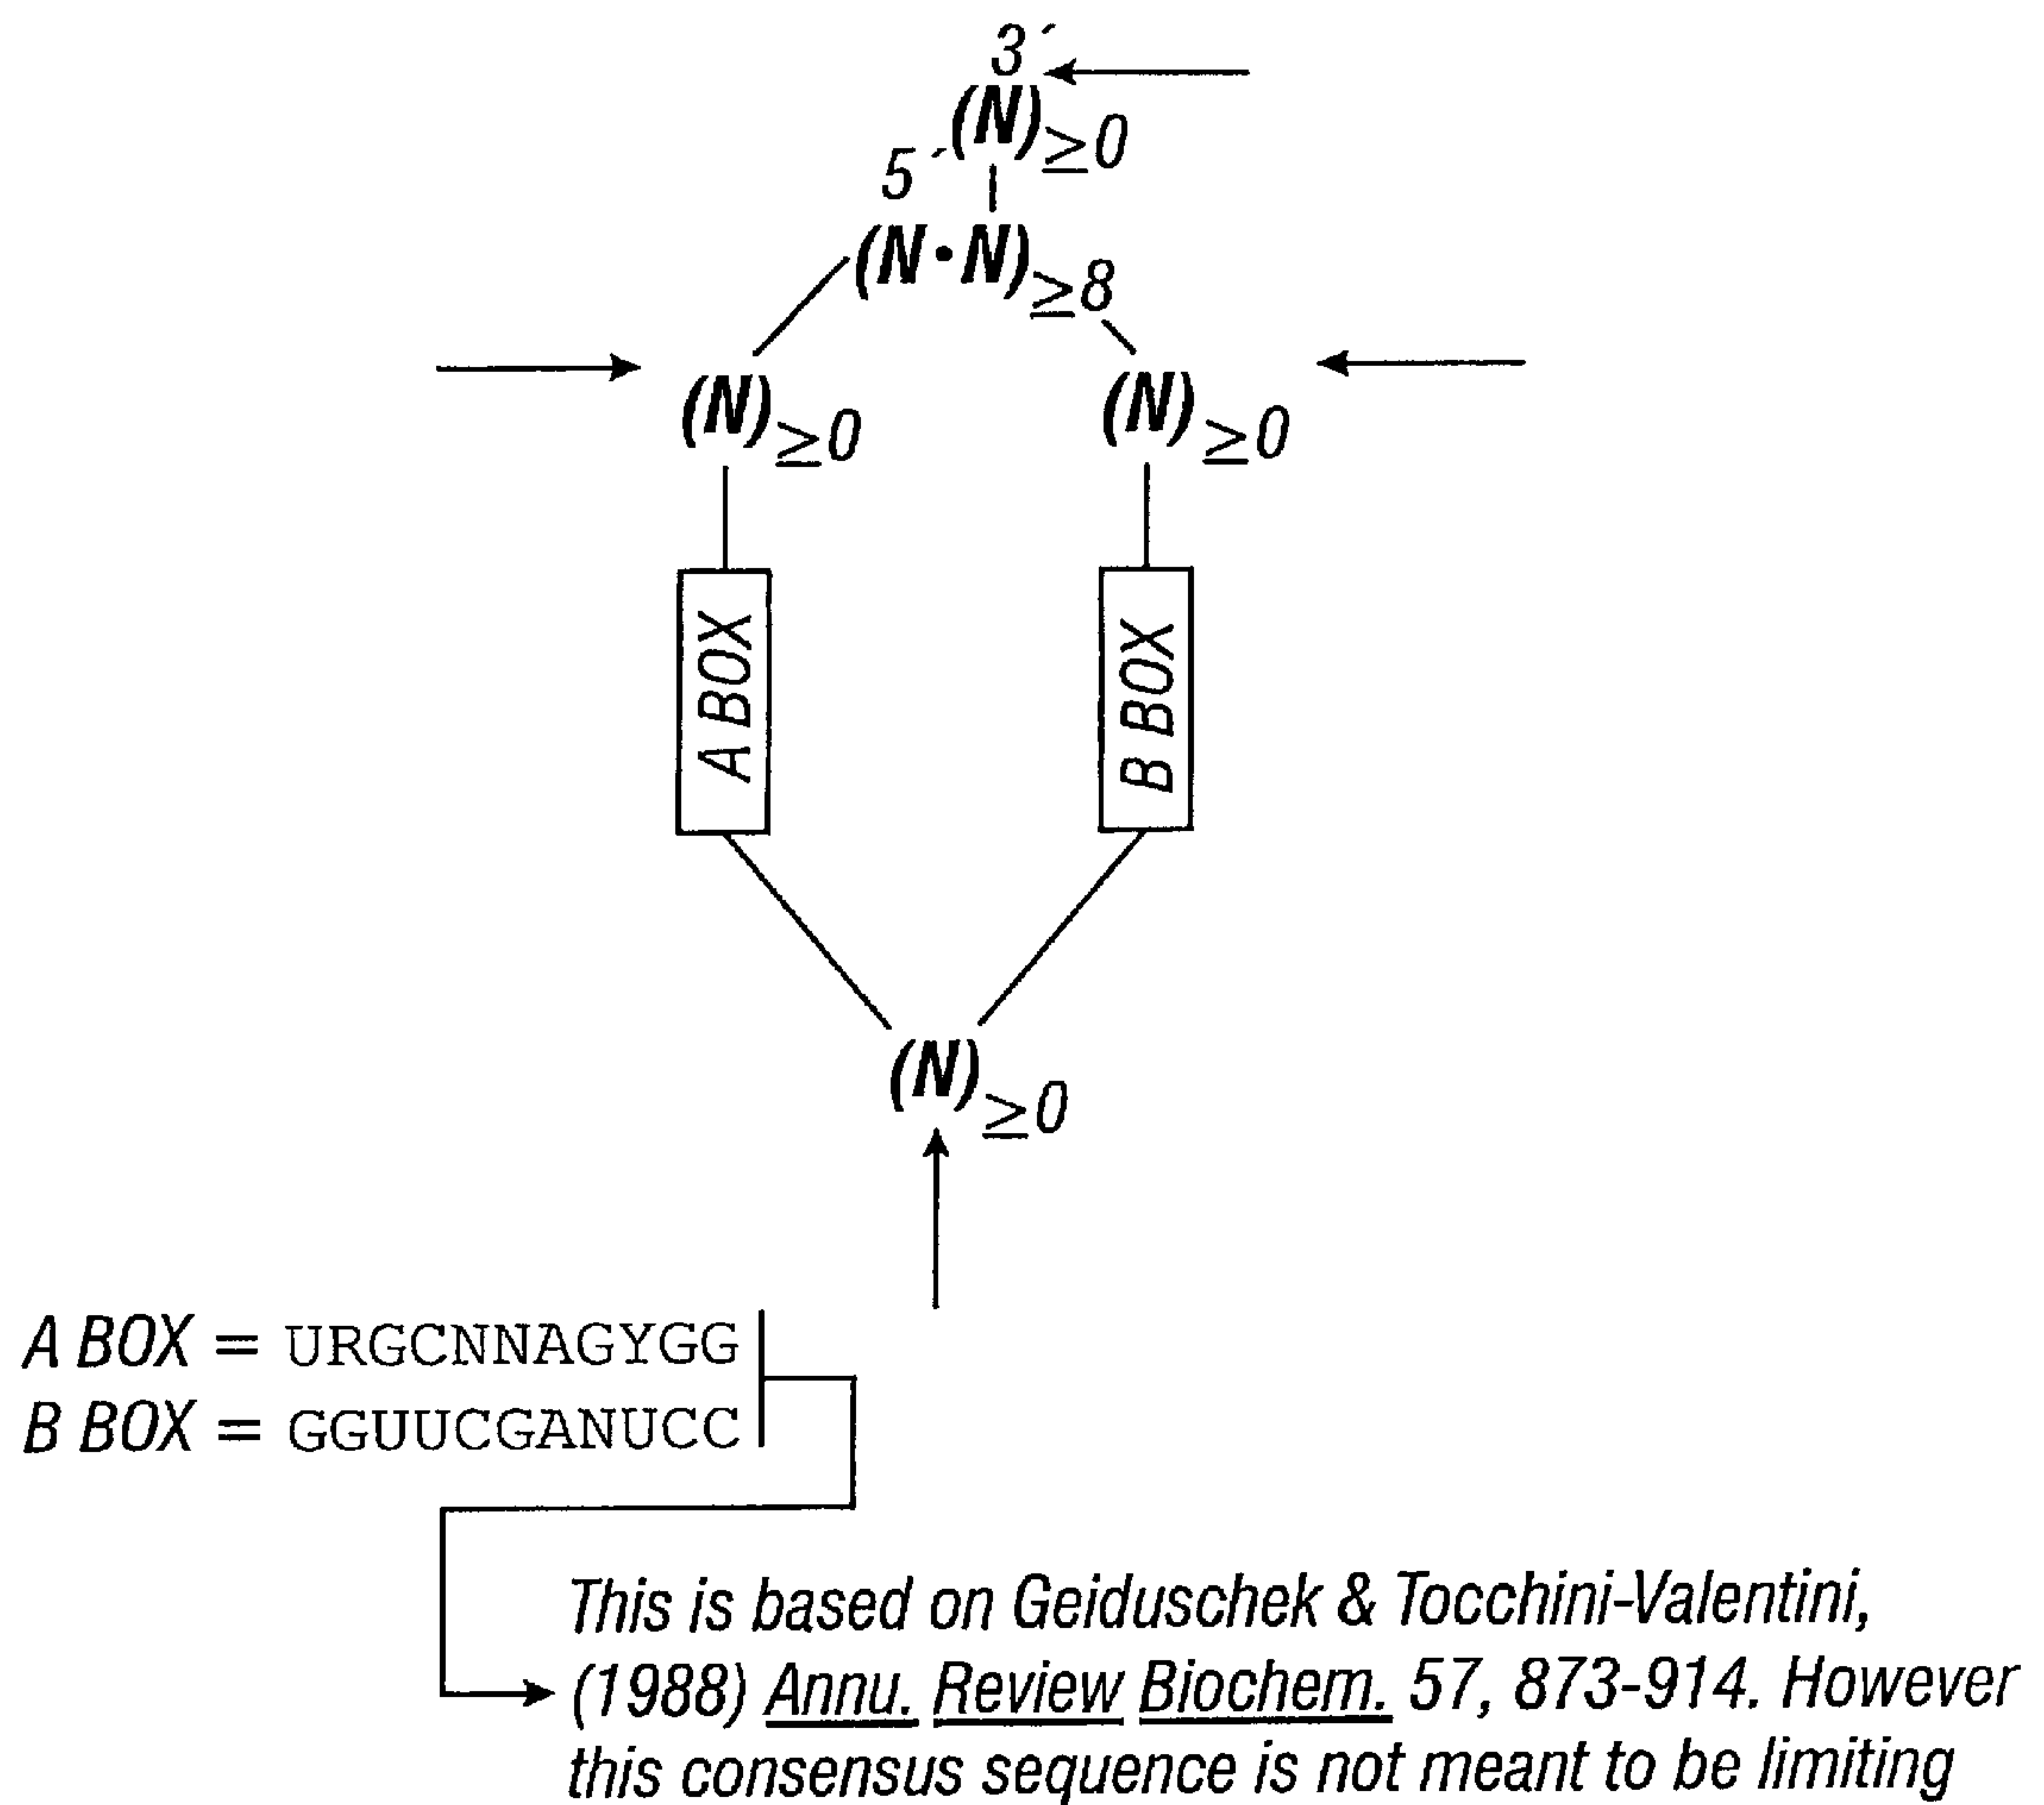 3´
(N)≥0
5´
(N•N)≥8
(N)≥0
(N)≥0
A BOX
B BOX
(N)≥0
A BOX = URGCNNAGYGG
B BOX = GGUUCGANUCC
This is based on Geiduschek & Tocchini-Valentini,
(1988) Annu. Review Biochem. 57, 873-914. However
this consensus sequence is not meant to be limiting